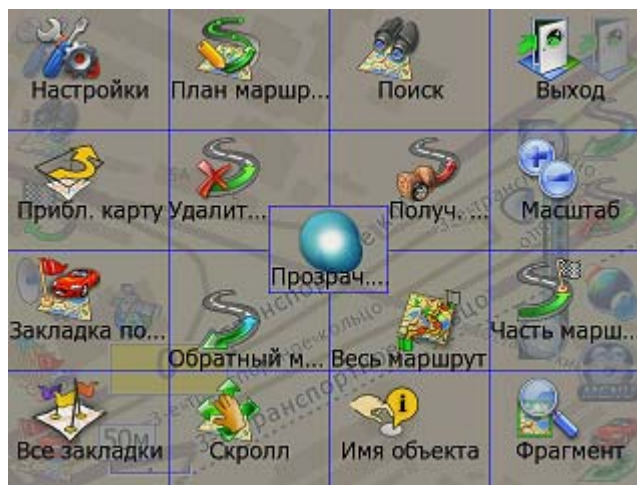 Настройки
План маршр...
Поиск
Выход
Прибл. карту
Удалит...
Получ. ...
Масштаб
Прозрач...
Закладка по...
Обратный м...
Весь маршрут
Часть марш...
Все закладки
50м
Скролл
Имя объекта
Фрагмент